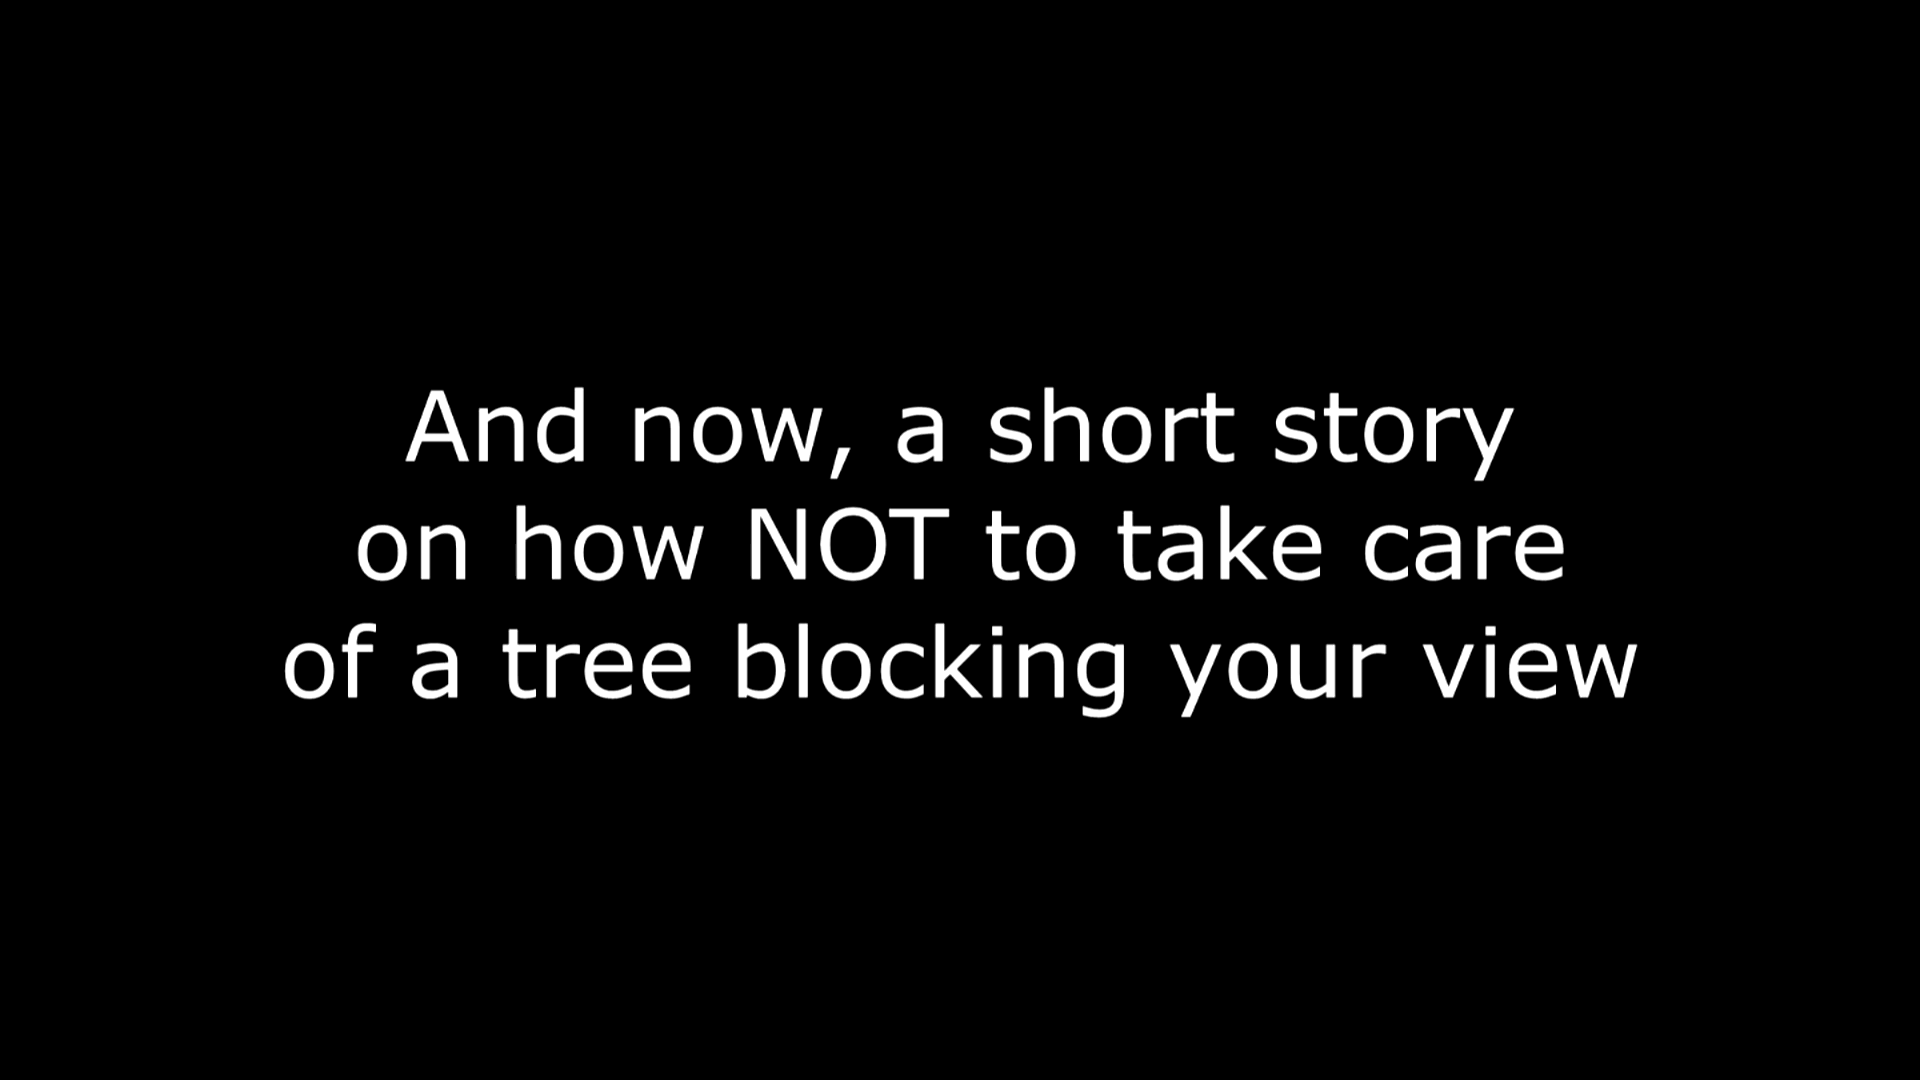 And now, a short story
on how NOT to take care
of a tree blocking your view